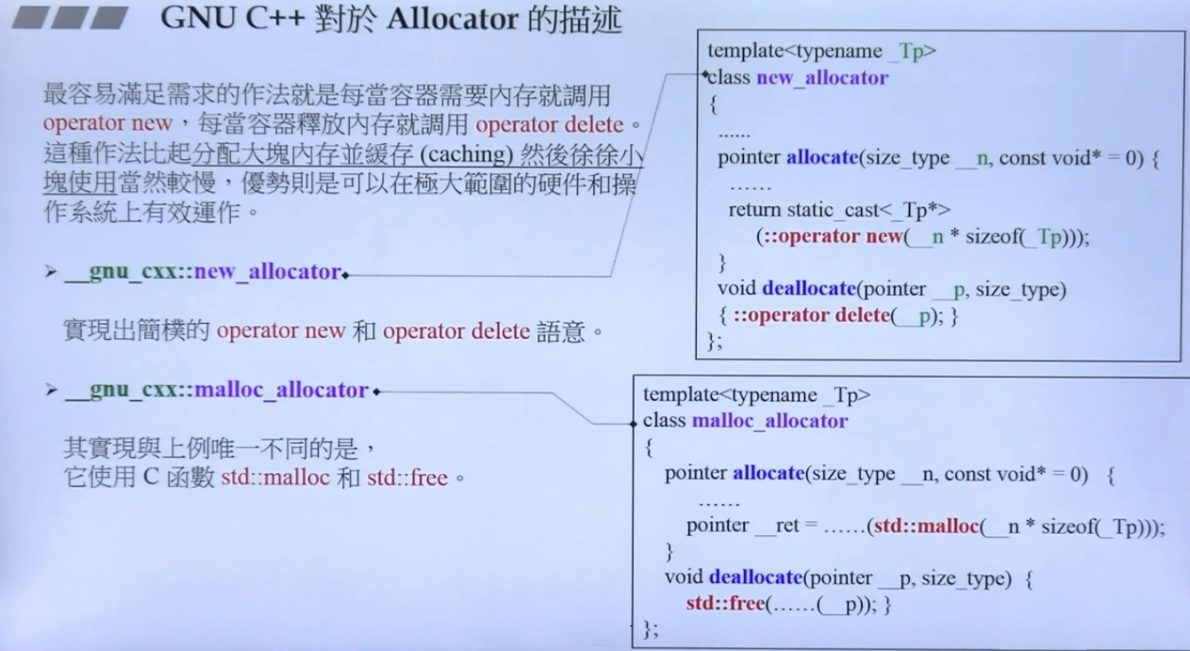 GNU C++ 對於 Allocator 的描述
最容易滿足需求的作法就是每當容器需要內存就調用
operator new，每當容器釋放內存就調用 operator delete。
這種作法比起分配大塊內存並緩存 (caching) 然後徐徐小
塊使用當然較慢，優勢則是可以在極大範圍的硬件和操
作系統上有效運作。
➢ __gnu_cxx::new_allocator
實現出簡樸的 operator new 和 operator delete 語意。
➢ __gnu_cxx::malloc_allocator
其實現與上例唯一不同的是，
它使用 C 函數 std::malloc 和 std::free。
template<typename _Tp>
class new_allocator
{
......
pointer allocate(size_type __n, const void* = 0) {
......
return static_cast<_Tp*>
(::operator new(__n * sizeof(_Tp)));
}
void deallocate(pointer __p, size_type)
{ ::operator delete(__p); }
};
template<typename _Tp>
class malloc_allocator
{
pointer allocate(size_type __n, const void* = 0) {
......
pointer __ret = ……(std::malloc(__n * sizeof(_Tp)));
}
void deallocate(pointer __p, size_type) {
std::free(……(__p)); }
};